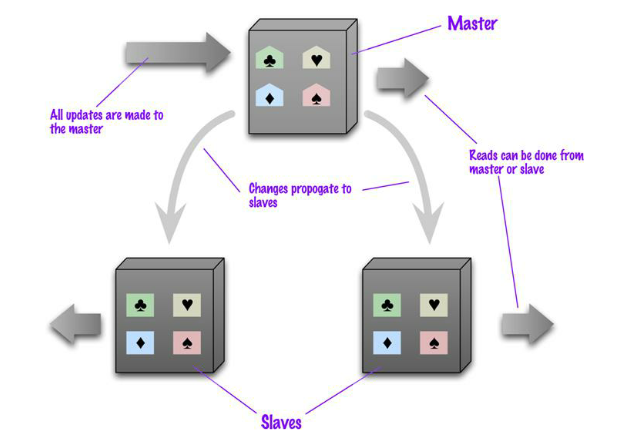 Master
All updates are made to
the master
Reads can be done from
master or slave
Changes propogate to
slaves
Slaves